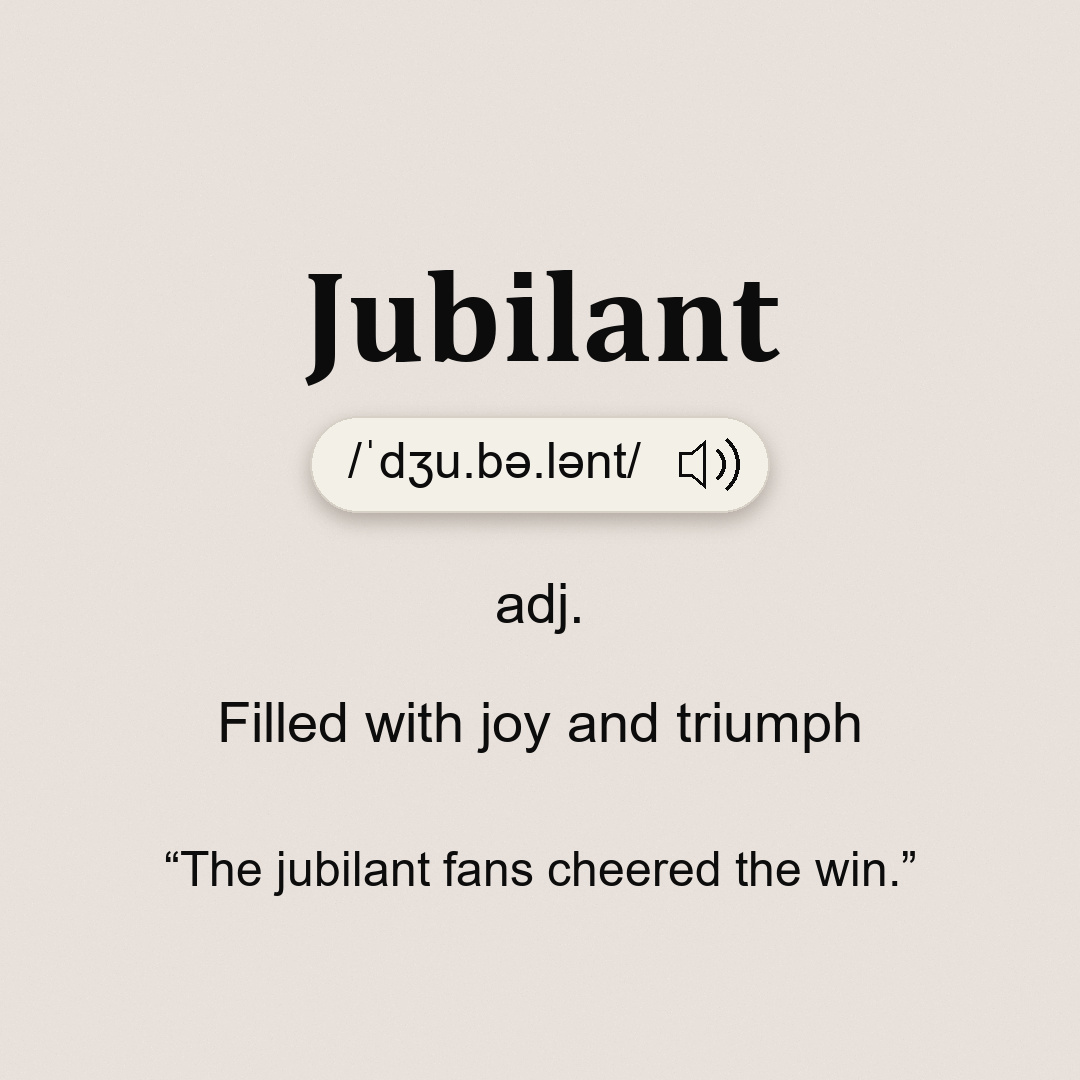 Jubilant
/ˈdʒu.bə.lənt/
adj.
Filled with joy and triumph
“The jubilant fans cheered the win.”